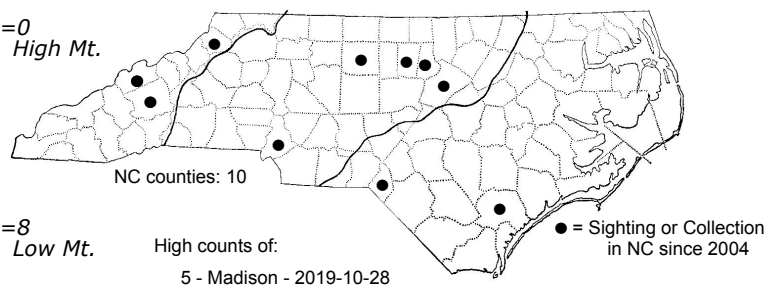 =0
High Mt.
NC counties: 10
=8
Low Mt.
High counts of:
5 - Madison - 2019-10-28
● = Sighting or Collection
in NC since 2004